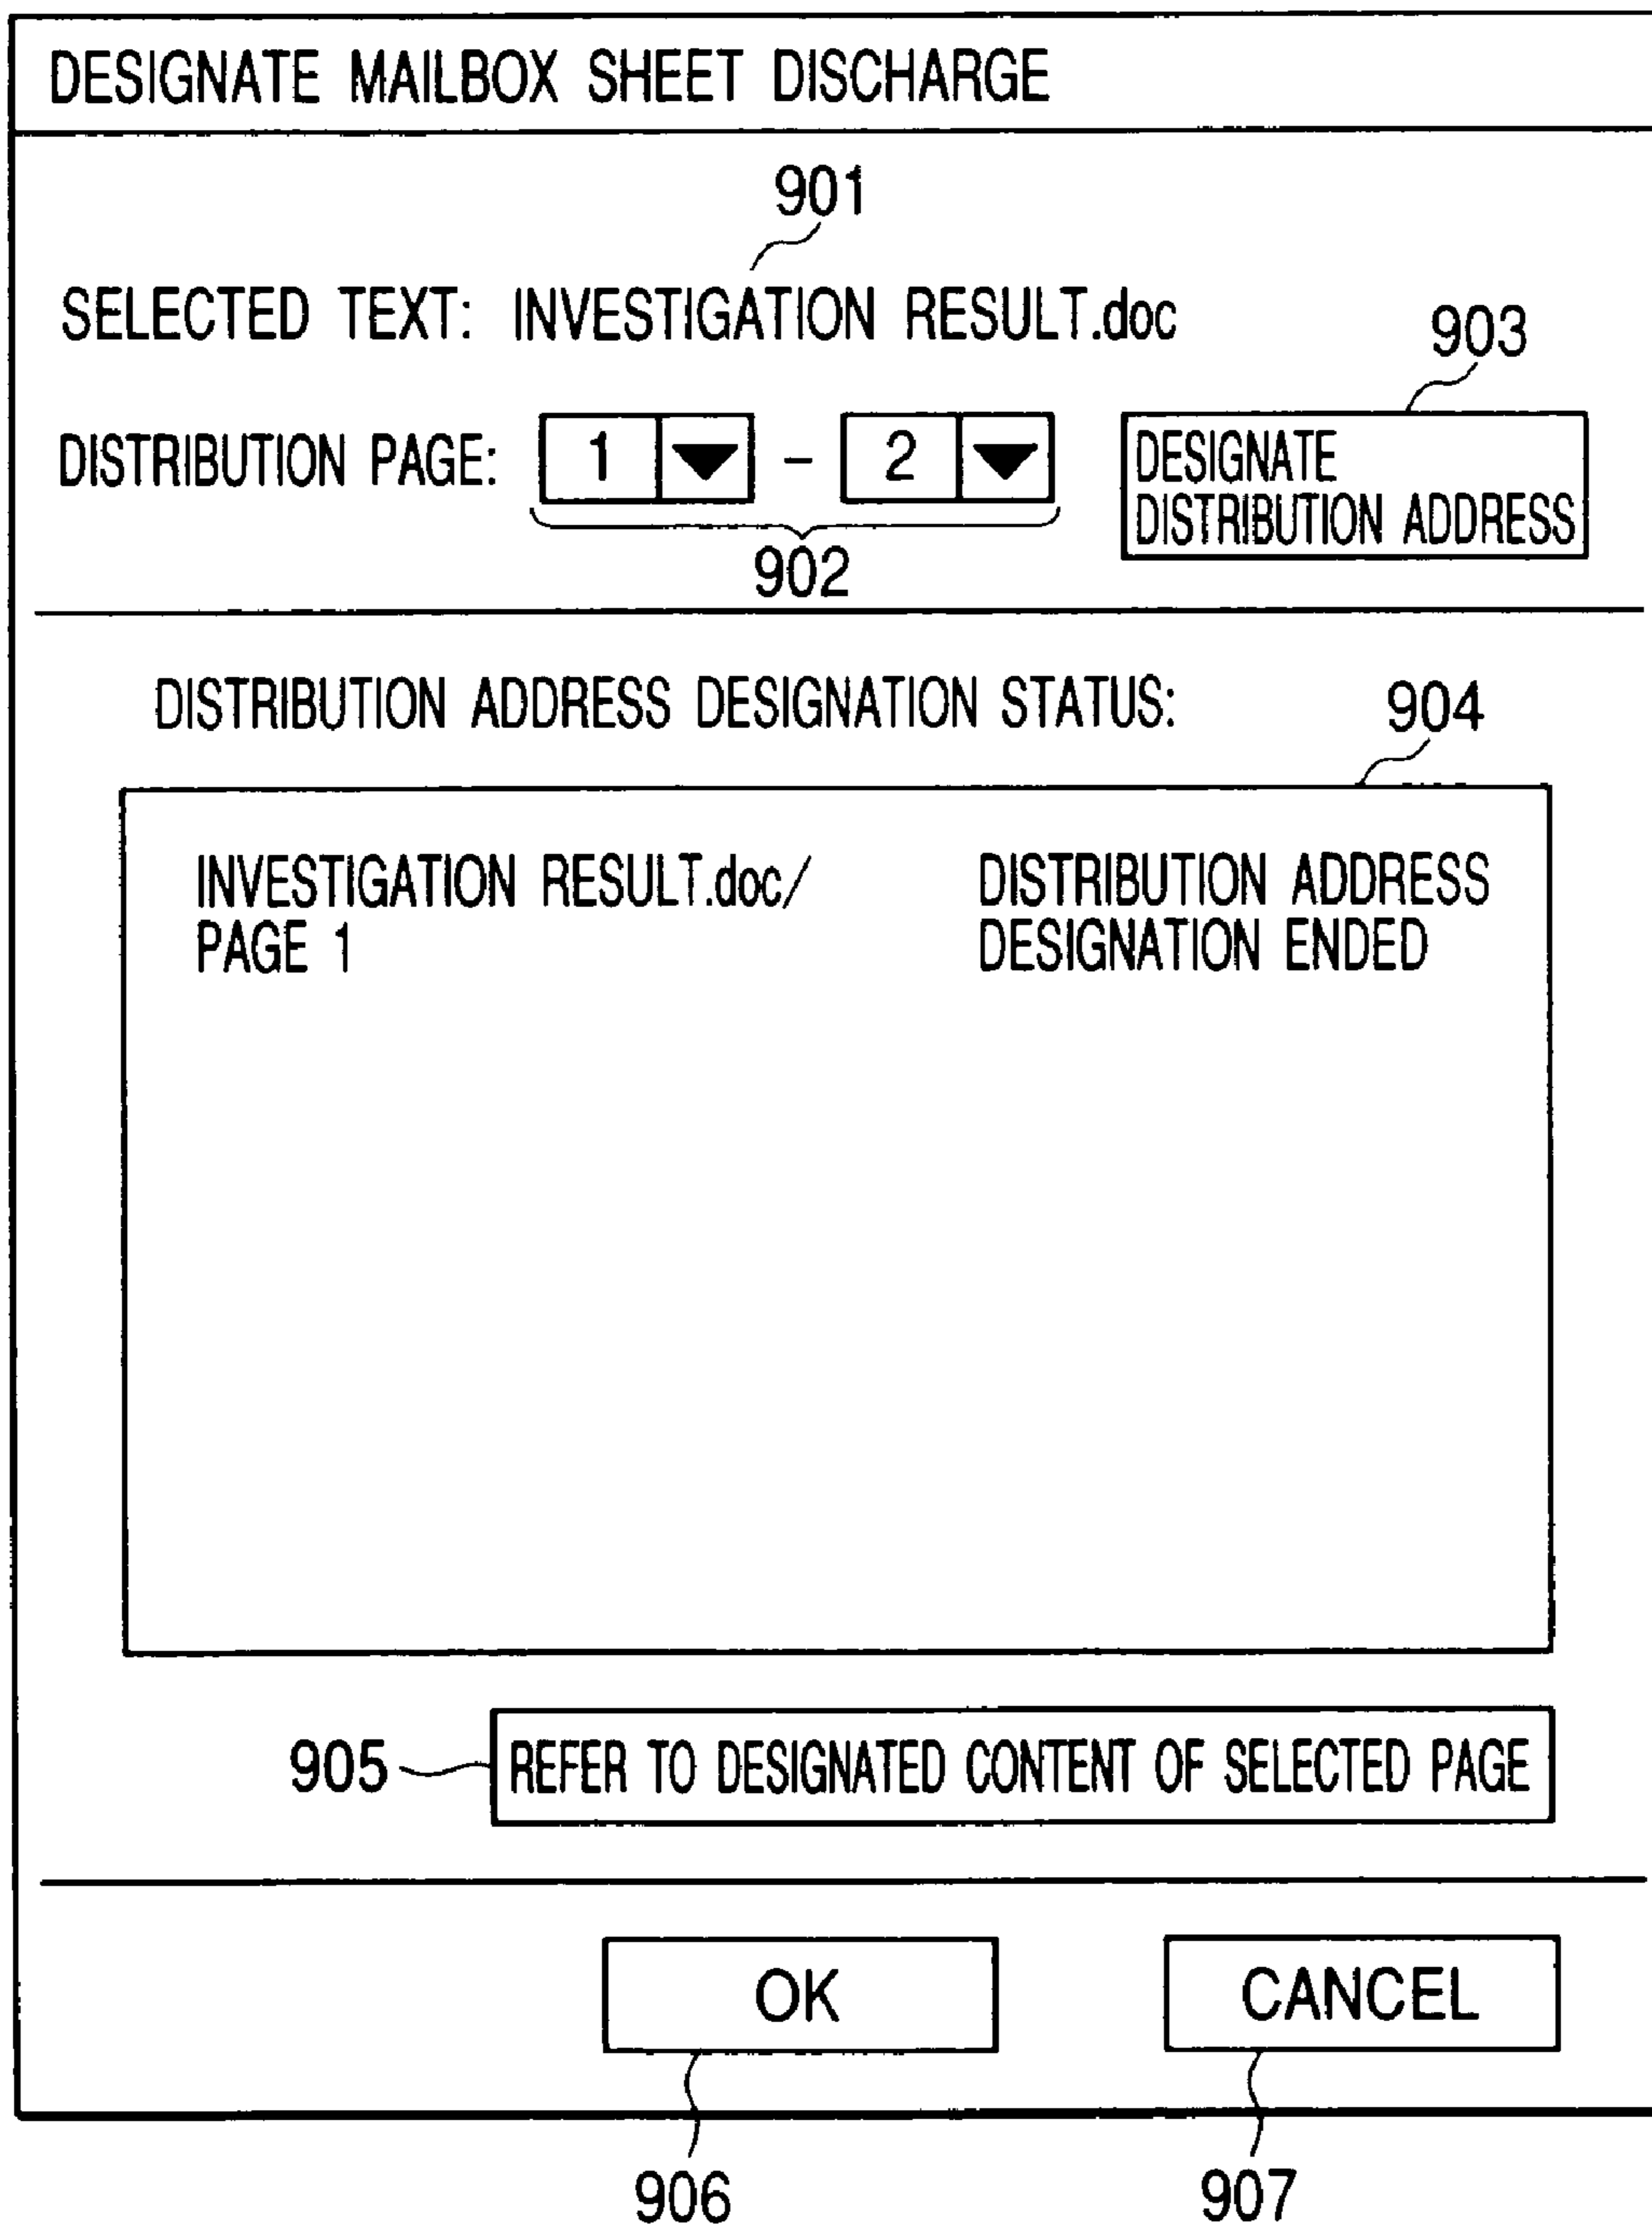 DESIGNATE MAILBOX SHEET DISCHARGE
901
SELECTED TEXT: INVESTIGATION RESULT.doc
903
DISTRIBUTION PAGE: 1 - 2
DESIGNATE
DISTRIBUTION ADDRESS
902
DISTRIBUTION ADDRESS DESIGNATION STATUS:
904
INVESTIGATION RESULT.doc/
PAGE 1
DISTRIBUTION ADDRESS
DESIGNATION ENDED
905
REFER TO DESIGNATED CONTENT OF SELECTED PAGE
OK
CANCEL
906
907